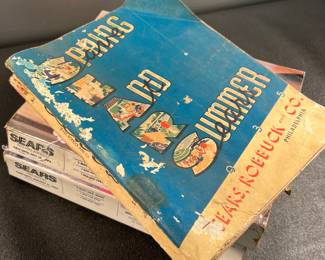 SPRING
AND
SUMMER
SEARS, ROEBUCK AND CO.
PHILADELPHIA
SEARS
SEARS